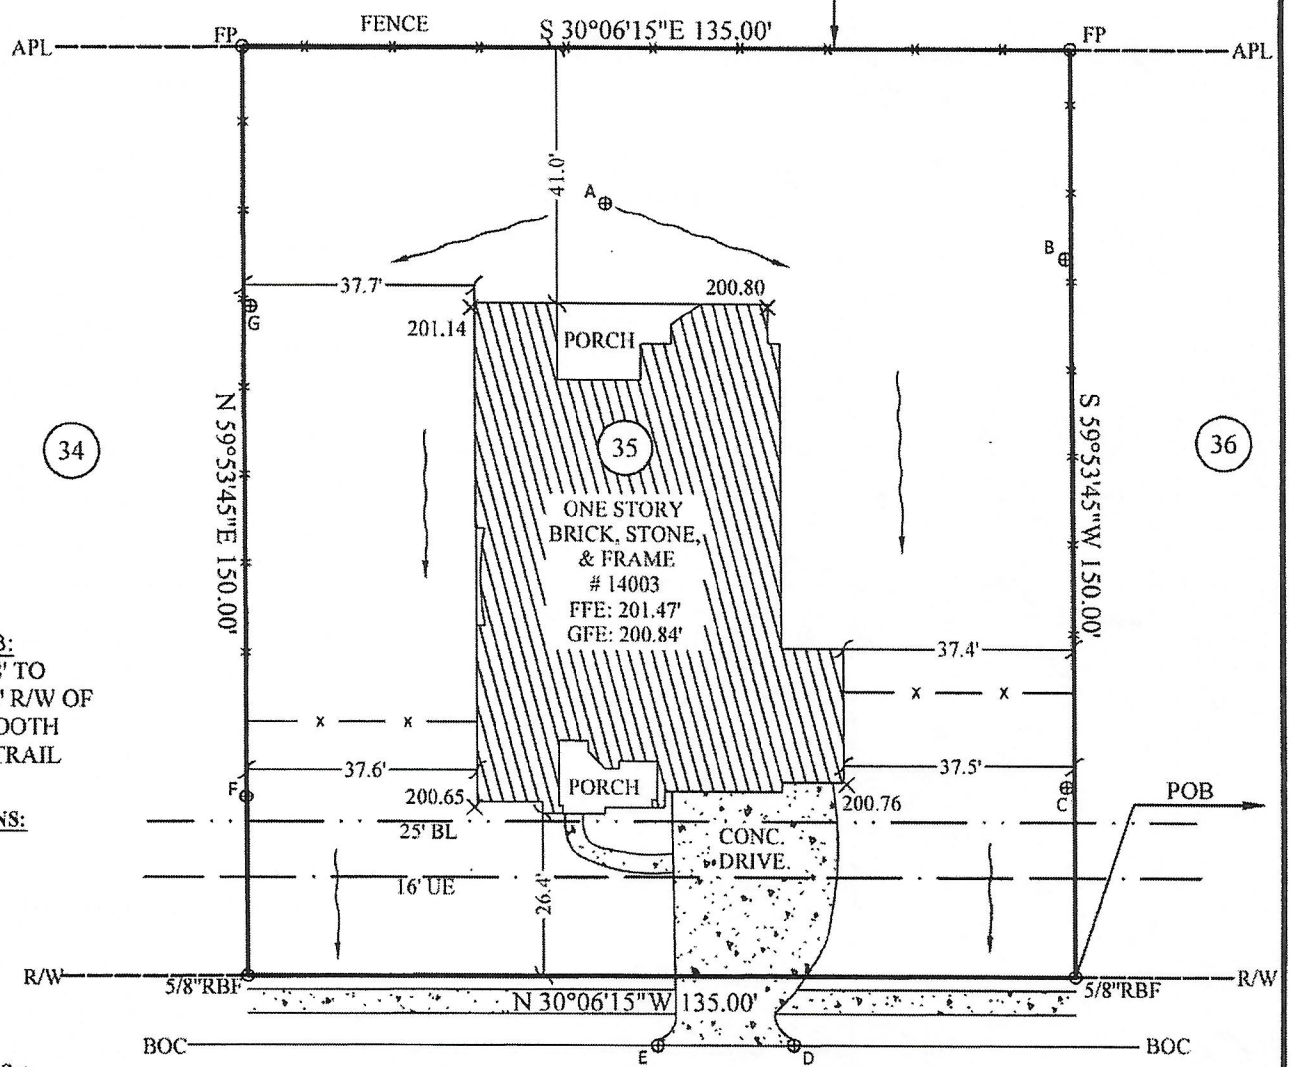 FENCE
S 30°06'15"E 135.00'
FP
FP
APL
APL
41.0'
A
B
37.7'
200.80
G
201.14
PORCH
N 59°53'45"E 150.00'
S 59°53'45"W 150.00'
34
35
36
ONE STORY
BRICK, STONE,
& FRAME
# 14003
FFE: 201.47'
GFE: 200.84'
37.4'
' TO
' R/W OF
TRAIL
37.6'
37.5'
PORCH
F
200.65
200.76
C
POB
25' BL
CONC.
DRIVE.
16' UE
26.4'
R/W
R/W
5/8"RBF
5/8"RBF
N 30°06'15"W 135.00'
BOC
BOC
E
D